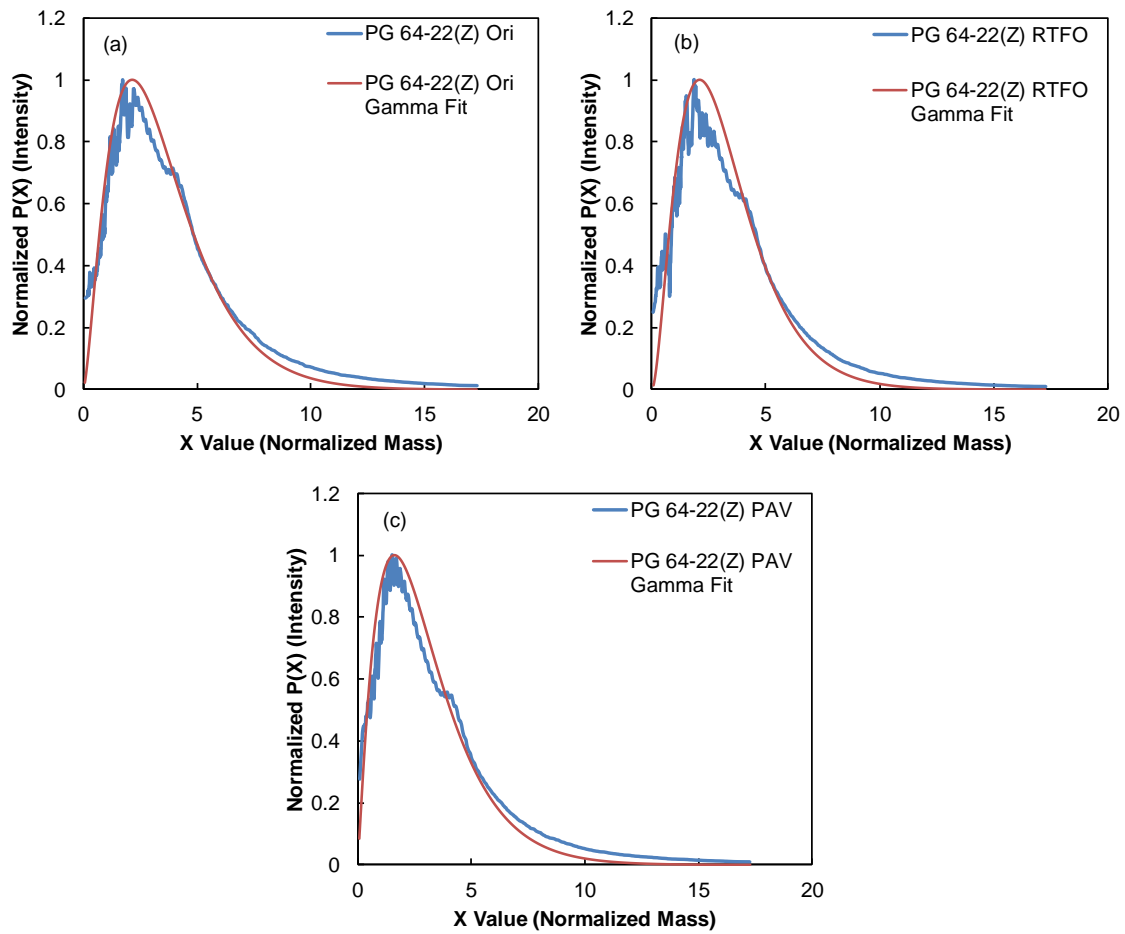 (a)
PG 64-22(Z) Ori
PG 64-22(Z) Ori
Gamma Fit
Normalized P(X) (Intensity)
1.2
1
0.8
0.6
0.4
0.2
0
0 5 10 15 20
X Value (Normalized Mass)
(b)
PG 64-22(Z) RTFO
PG 64-22(Z) RTFO
Gamma Fit
Normalized P(X) (Intensity)
1.2
1
0.8
0.6
0.4
0.2
0
0 5 10 15 20
X Value (Normalized Mass)
(c)
PG 64-22(Z) PAV
PG 64-22(Z) PAV
Gamma Fit
Normalized P(X) (Intensity)
1.2
1
0.8
0.6
0.4
0.2
0
0 5 10 15 20
X Value (Normalized Mass)